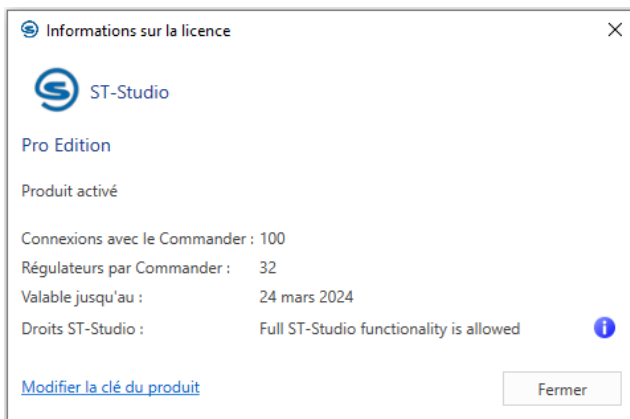 Informations sur la licence
ST-Studio
Pro Edition
Produit activé
Connexions avec le Commander : 100
Régulateurs par Commander : 32
Valable jusqu'au : 24 mars 2024
Droits ST-Studio : Full ST-Studio functionality is allowed
Modifier la clé du produit Fermer